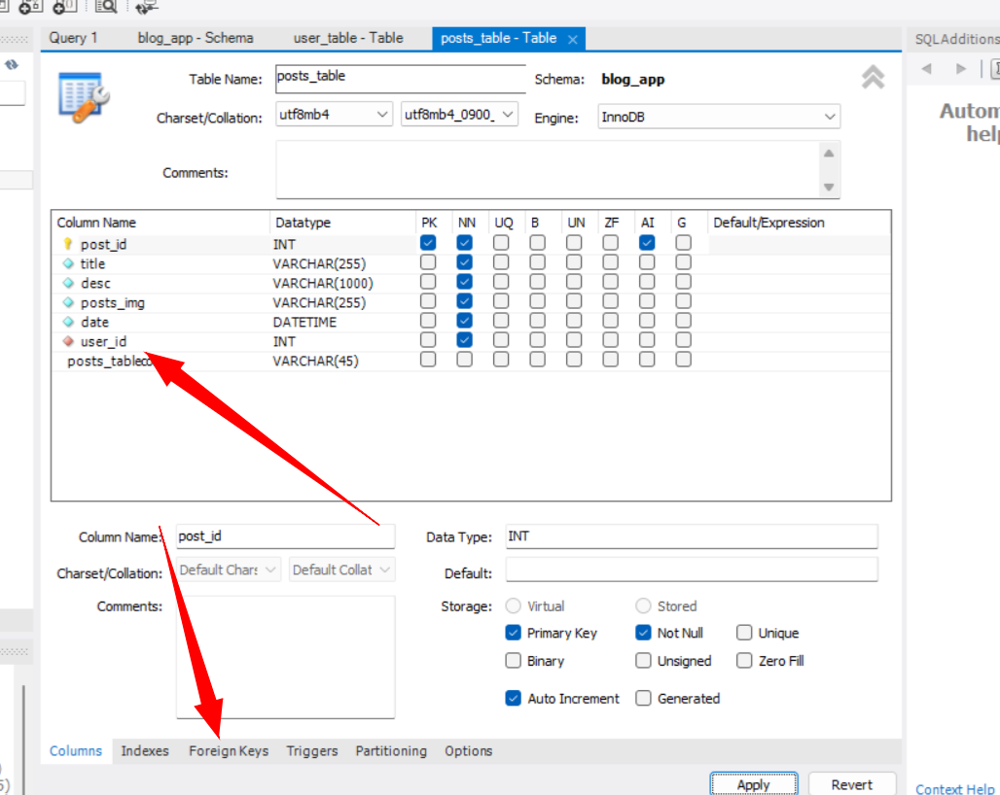 Query 1 blog_app - Schema user_table - Table posts_table - Table × SQLAdditions
Table Name: posts_table Schema: blog_app
Charset/Collation: utf8mb4 utf8mb4_0900_ Engine: InnoDB
Autom
help
Comments:
Column Name Datatype PK NN UQ B UN ZF AI G Default/Expression
post_id INT
title VARCHAR(255)
desc VARCHAR(1000)
posts_img VARCHAR(255)
date DATETIME
user_id INT
posts_tableco VARCHAR(45)
Column Name: post_id Data Type: INT
Charset/Collation: Default Chars Default Collat Default:
Comments: Storage: Virtual Stored
Primary Key Not Null Unique
Binary Unsigned Zero Fill
Auto Increment Generated
Columns Indexes Foreign Keys Triggers Partitioning Options
5)
Apply Revert Context Help